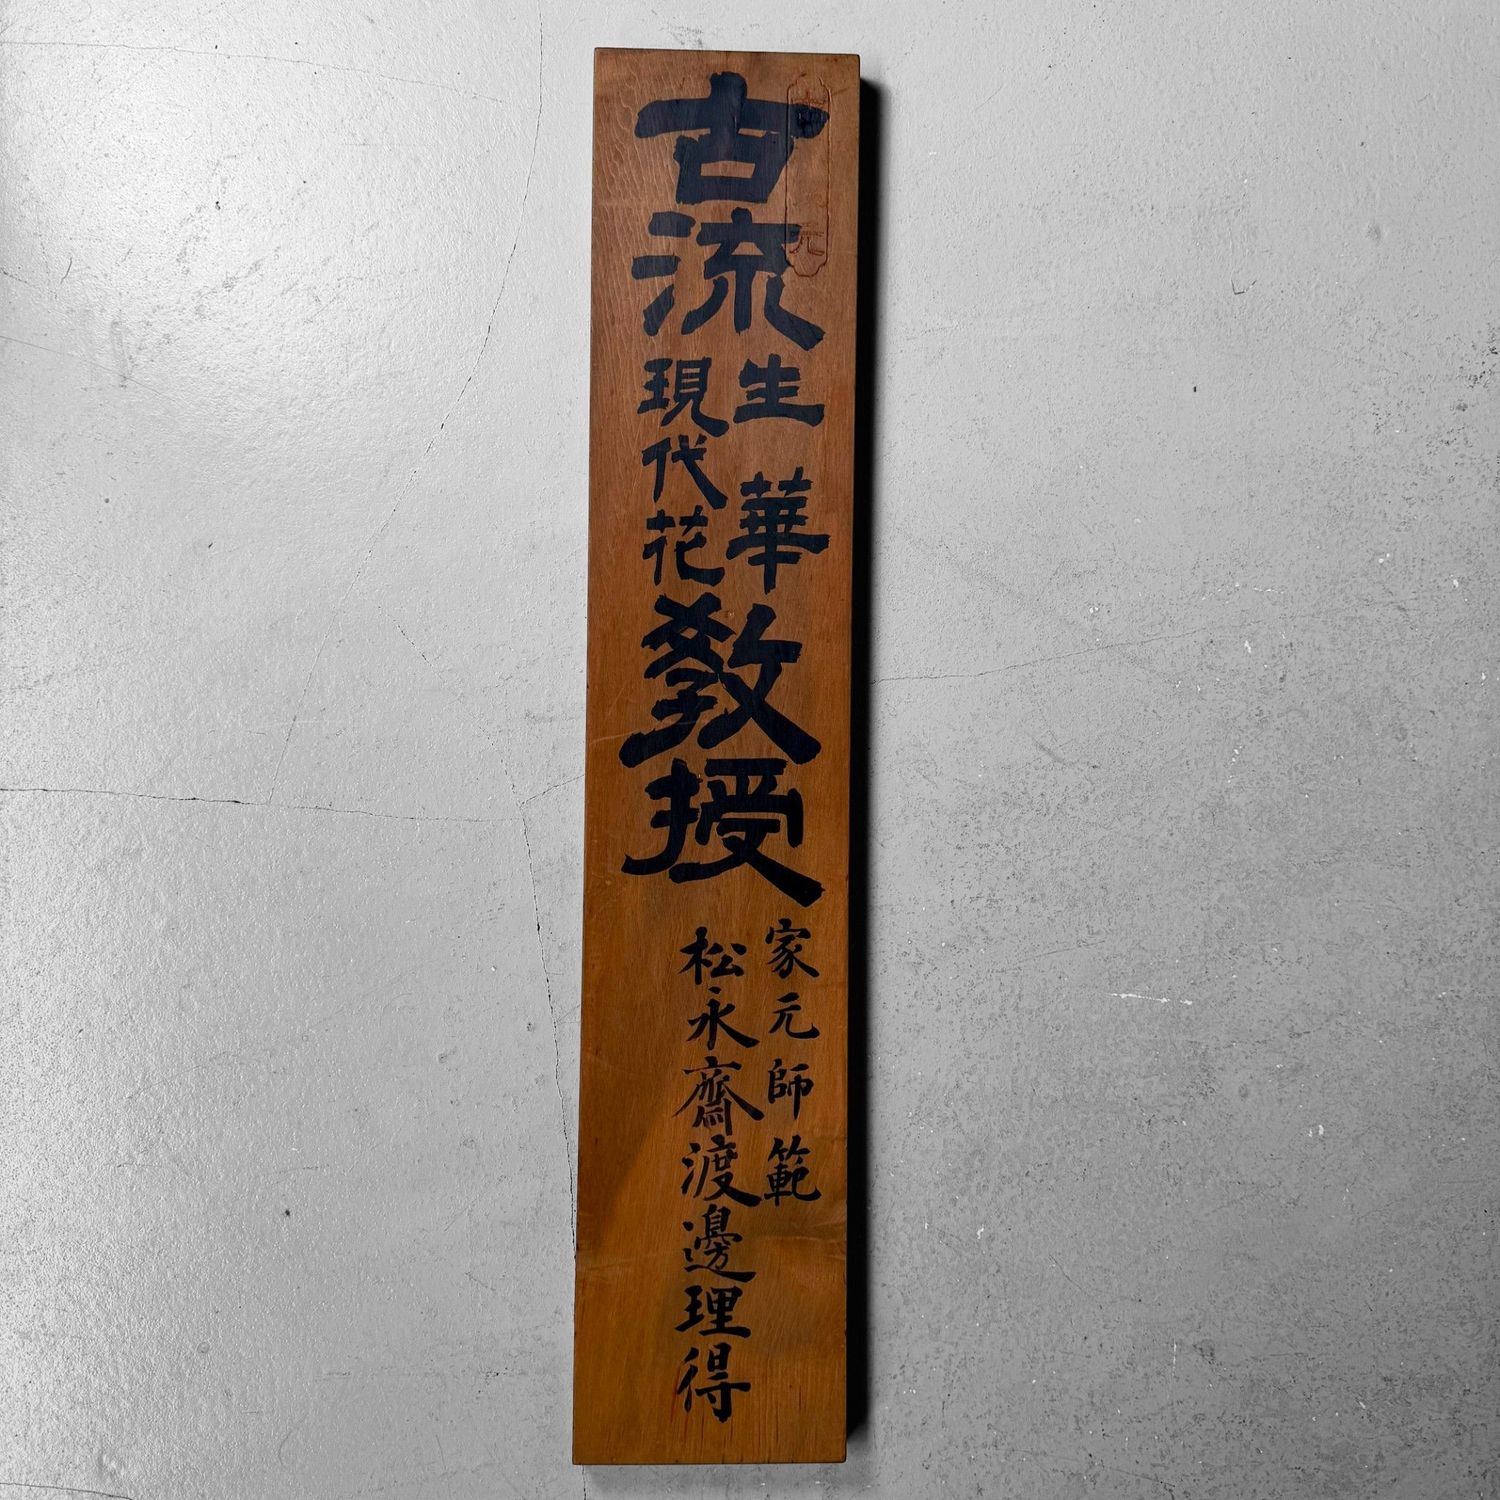 古流
生華
現代花
教授
家元師範
松永齋渡邊理得